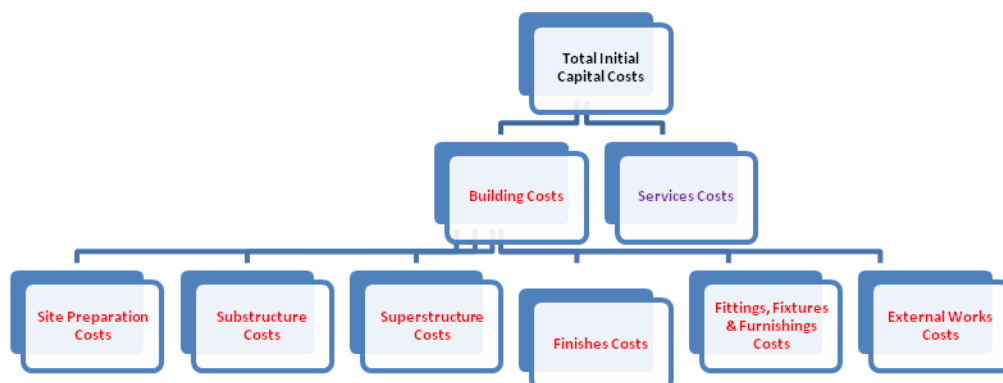 Total Initial
Capital Costs
Building Costs
Services Costs
Site Preparation
Costs
Substructure
Costs
Superstructure
Costs
Finishes Costs
Fittings, Fixtures
& Furnishings
Costs
External Works
Costs